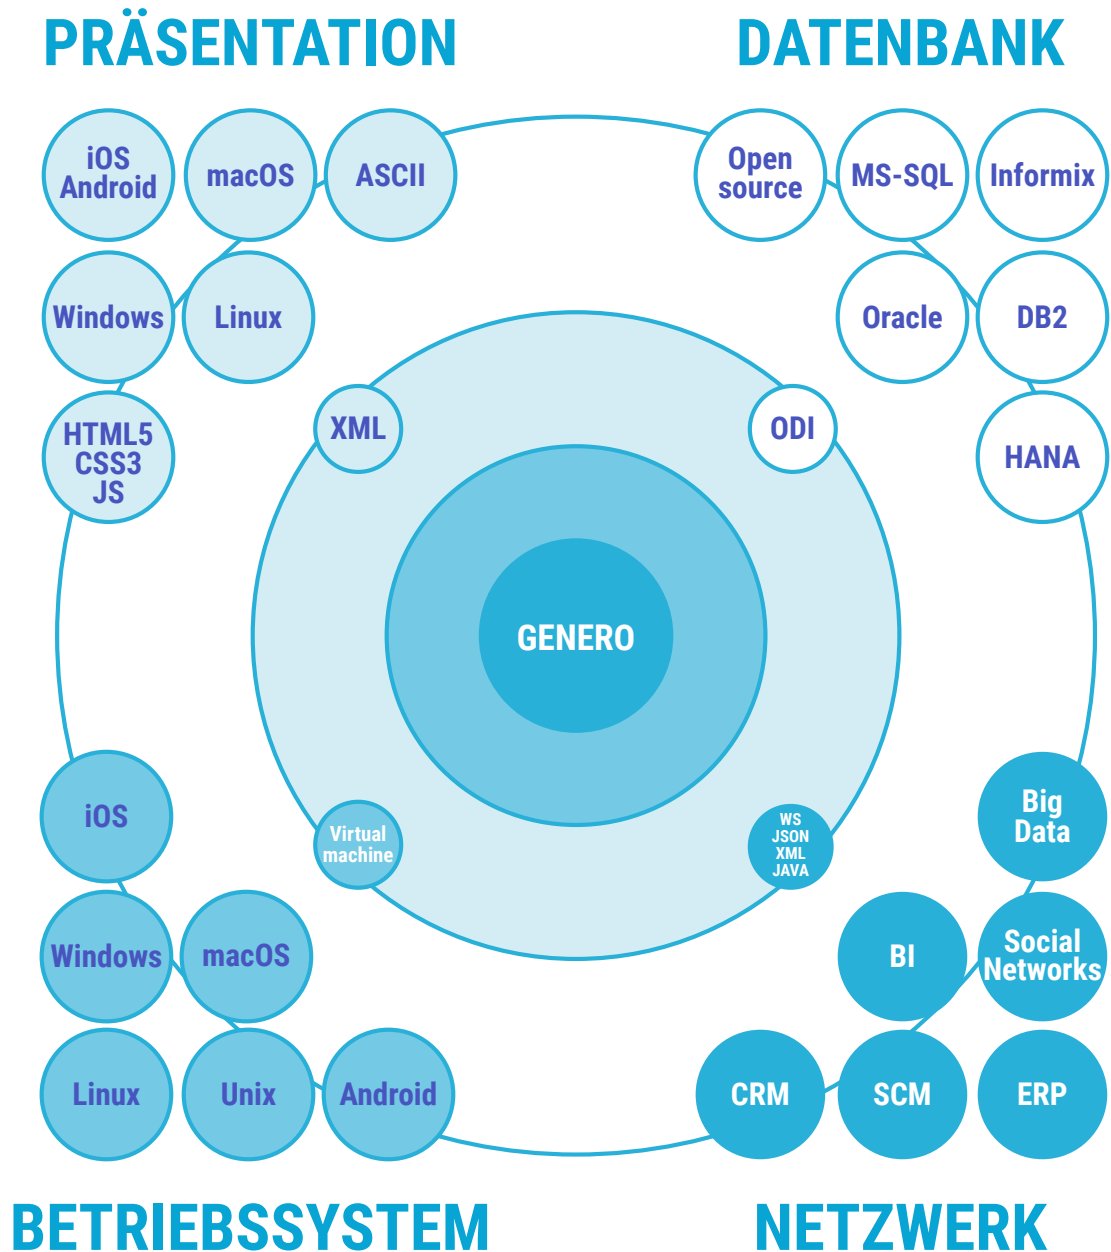 PRÄSENTATION
DATENBANK
iOS
Android
macOS
ASCII
Open
source
MS-SQL
Informix
Windows
Linux
Oracle
DB2
HTML5
CSS3
JS
XML
ODI
HANA
GENERO
iOS
Virtual
machine
WS
JSON
XML
JAVA
Big
Data
Windows
macOS
BI
Social
Networks
Linux
Unix
Android
CRM
SCM
ERP
BETRIEBSSYSTEM
NETZWERK